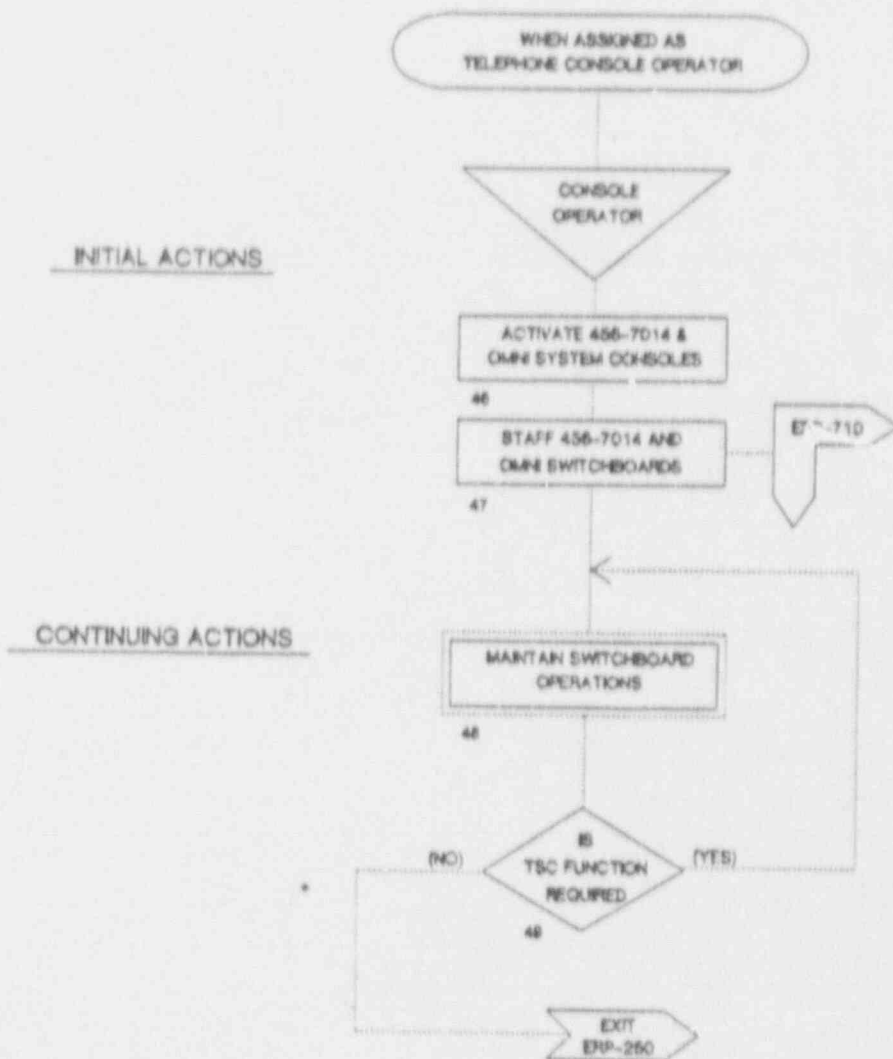 WHEN ASSIGNED AS
TELEPHONE CONSOLE OPERATOR
CONSOLE
OPERATOR
INITIAL ACTIONS
ACTIVATE 456-7014 &
OMNI SYSTEM CONSOLES
46
STAFF 456-7014 AND
OMNI SWITCHBOARDS
47
CONTINUING ACTIONS
MAINTAIN SWITCHBOARD
OPERATIONS
48
IS
TSC FUNCTION
REQUIRED
(NO)
(YES)
49
EXIT
ERP-260